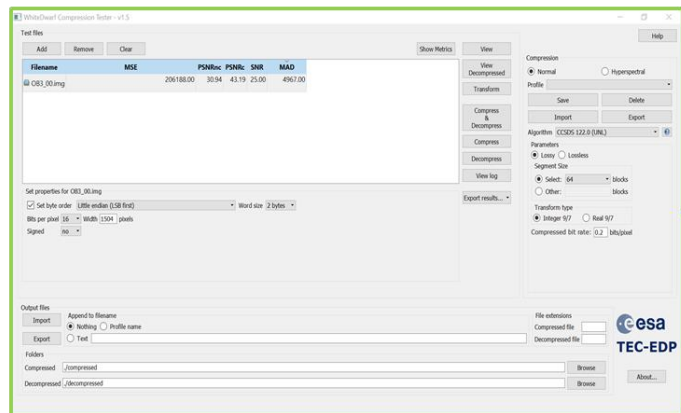 WhiteDwarf Compression Tester - v1.5
Test files
Add Remove Clear Show Metrics
Filename MSE PSNRnc PSNRc SNR MAD
OB3_00.img 206188.00 30.94 43.19 25.00 4967.00
View
View
Decompressed
Transform
Compress
&
Decompress
Compress
Decompress
View log
Export results...
Set properties for OB3_00.img
Set byte order Little endian (LSB first) Word size 2 bytes
Bits per pixel 16 Width 1504 pixels
Signed no
Help
Compression
Normal Hyperspectral
Profile
Save Delete
Import Export
Algorithm CCSDS 122.0 (UNL)
Parameters
Lossy Lossless
Segment Size
Select: 64 blocks
Other: blocks
Transform type
Integer 9/7 Real 9/7
Compressed bit rate: 0.2 bits/pixel
Output files
Import Append to filename
Nothing Profile name
Export Text
File extensions
Compressed file
Decompressed file
Folders
Compressed ./compressed Browse
Decompressed ./decompressed Browse
esa
TEC-EDP
About...